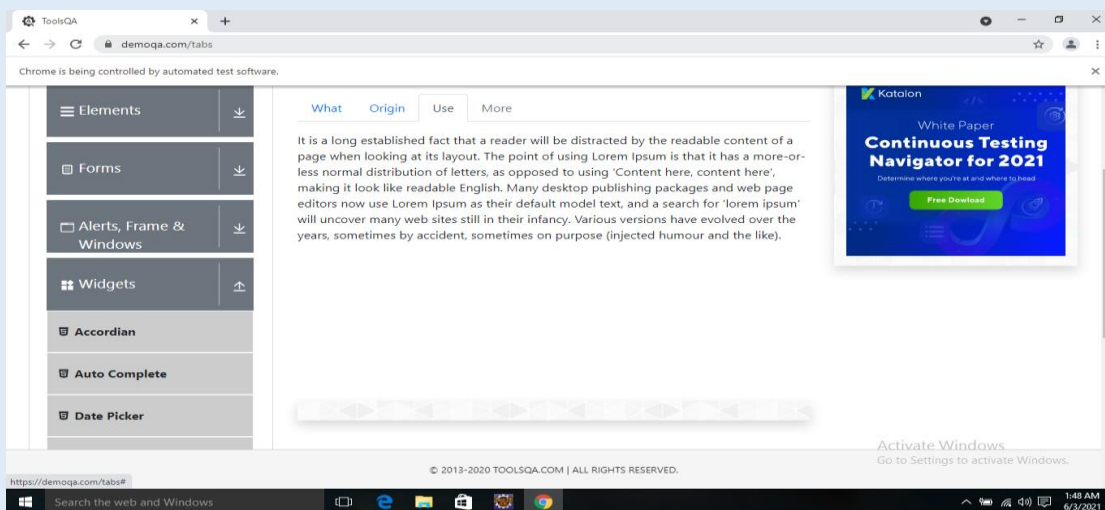 ToolsQA
demoqa.com/tabs
Chrome is being controlled by automated test software.
Elements
Forms
Alerts, Frame &
Windows
Widgets
Accordian
Auto Complete
Date Picker
What Origin Use More
It is a long established fact that a reader will be distracted by the readable content of a
page when looking at its layout. The point of using Lorem Ipsum is that it has a more-or-
less normal distribution of letters, as opposed to using 'Content here, content here',
making it look like readable English. Many desktop publishing packages and web page
editors now use Lorem Ipsum as their default model text, and a search for 'lorem ipsum'
will uncover many web sites still in their infancy. Various versions have evolved over the
years, sometimes by accident, sometimes on purpose (injected humour and the like).
Katalon
White Paper
Continuous Testing
Navigator for 2021
Determine where you're at and where to head
Free Dowload
Activate Windows
Go to Settings to activate Windows.
© 2013-2020 TOOLSQA.COM | ALL RIGHTS RESERVED.
https://demoqa.com/tabs#
Search the web and Windows
1:48 AM
6/3/2021